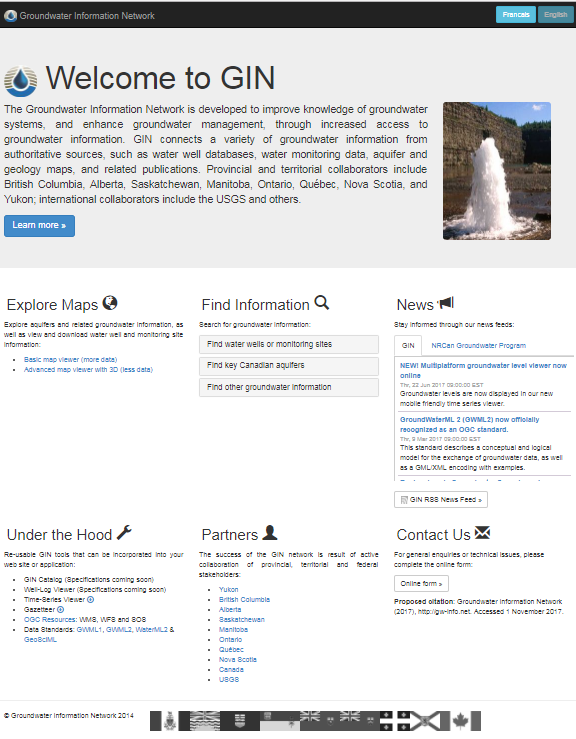 Groundwater Information Network
Francais
English
Welcome to GIN
The Groundwater Information Network is developed to improve knowledge of groundwater
systems, and enhance groundwater management, through increased access to
groundwater information. GIN connects a variety of groundwater information from
authoritative sources, such as water well databases, water monitoring data, aquifer and
geology maps, and related publications. Provincial and territorial collaborators include
British Columbia, Alberta, Saskatchewan, Manitoba, Ontario, Québec, Nova Scotia, and
Yukon; international collaborators include the USGS and others.
Learn more »
Explore Maps
Explore aquifers and related groundwater information, as
well as view and download water well and monitoring site
information:
Basic map viewer (more data)
Advanced map viewer with 3D (less data)
Find Information
Search for groundwater information:
Find water wells or monitoring sites
Find key Canadian aquifers
Find other groundwater information
News
Stay informed through our news feeds:
GIN
NRCan Groundwater Program
NEW! Multiplatform groundwater level viewer now
online
Thr, 22 Jun 2017 09:00:00 EST
Groundwater levels are now displayed in our new
mobile friendly time series viewer.
GroundWaterML 2 (GWML2) now officially
recognized as an OGC standard.
Thr, 9 Mar 2017 09:00:00 EST
This standard describes a conceptual and logical
model for the exchange of groundwater data, as well
as a GML/XML encoding with examples.
GIN RSS News Feed »
Under the Hood
Re-usable GIN tools that can be incorporated into your
web site or application:
GIN Catalog (Specifications coming soon)
Well-Log Viewer (Specifications coming soon)
Time-Series Viewer
Gazetteer
OGC Resources: WMS, WFS and SOS
Data Standards: GWML1, GWML2, WaterML2 &
GeoSciML
Partners
The success of the GIN network is result of active
collaboration of provincial, territorial and federal
stakeholders:
Yukon
British Columbia
Alberta
Saskatchewan
Manitoba
Ontario
Québec
Nova Scotia
Canada
USGS
Contact Us
For general enquiries or technical issues, please
complete the online form:
Online form »
Proposed citation: Groundwater Information Network
(2017), http://gw-info.net. Accessed 1 November 2017.
© Groundwater Information Network 2014